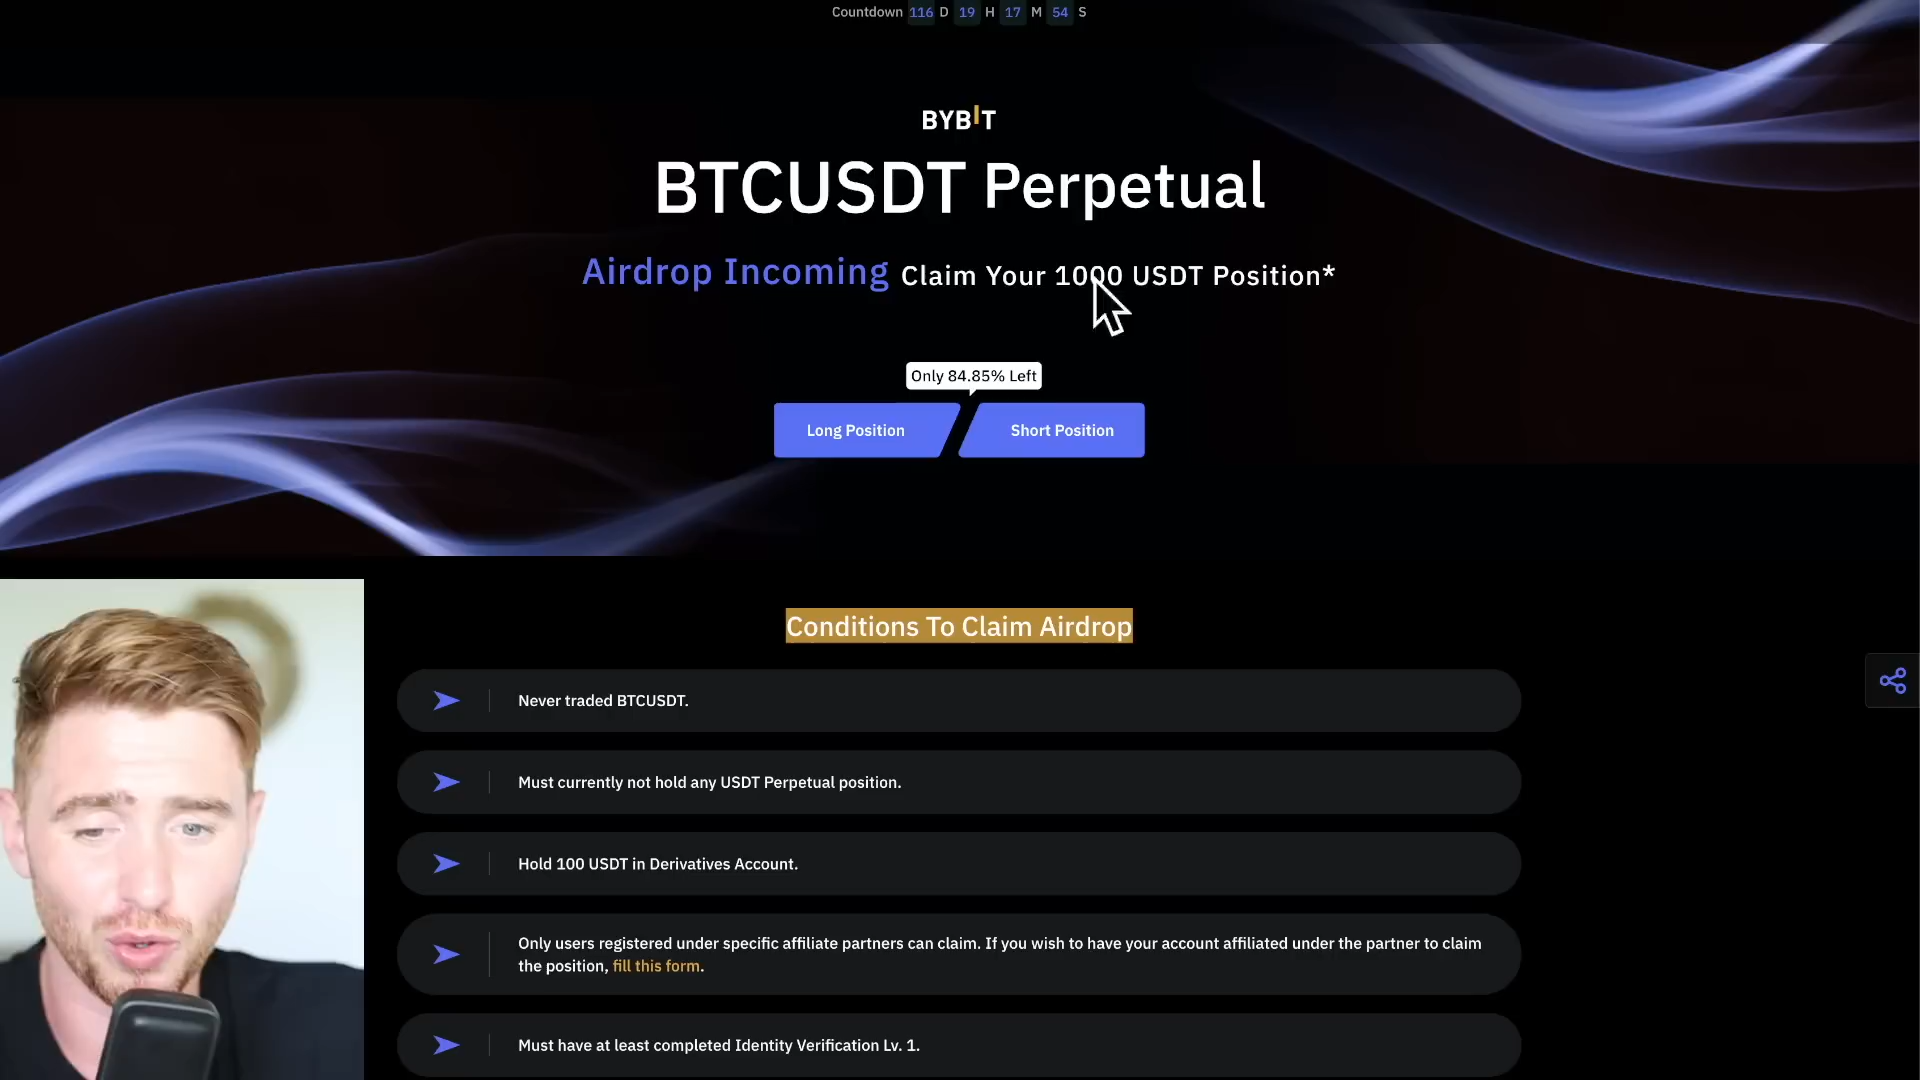 Countdown 116 D 19 H 17 M 54 S
BYBIT
BTCUSDT Perpetual
Airdrop Incoming Claim Your 1000 USDT Position*
Only 84.85% Left
Long Position
Short Position
Conditions To Claim Airdrop
Never traded BTCUSDT.
Must currently not hold any USDT Perpetual position.
Hold 100 USDT in Derivatives Account.
Only users registered under specific affiliate partners can claim. If you wish to have your account affiliated under the partner to claim
the position, fill this form.
Must have at least completed Identity Verification Lv. 1.